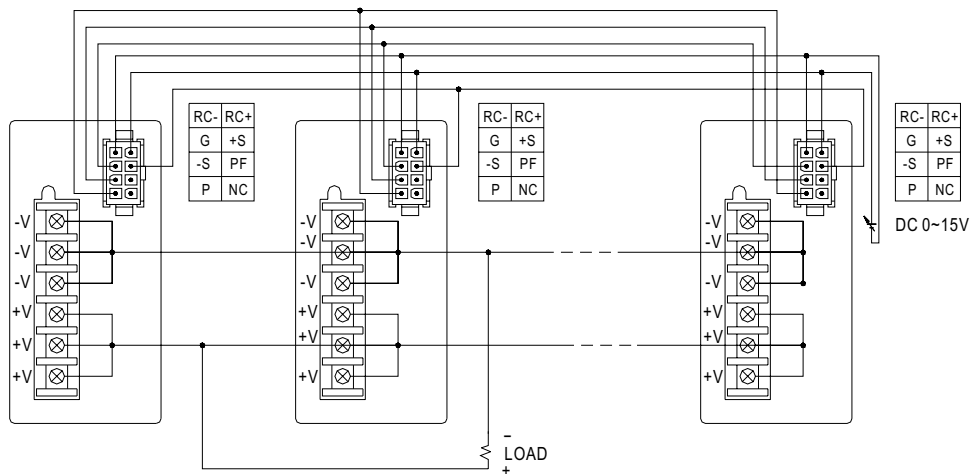 RC- RC+
G +S
-S PF
P NC
RC- RC+
G +S
-S PF
P NC
RC- RC+
G +S
-S PF
P NC
DC 0~15V
-V
-V
-V
+V
+V
+V
-V
-V
-V
+V
+V
+V
-V
-V
-V
+V
+V
+V
-
LOAD
+